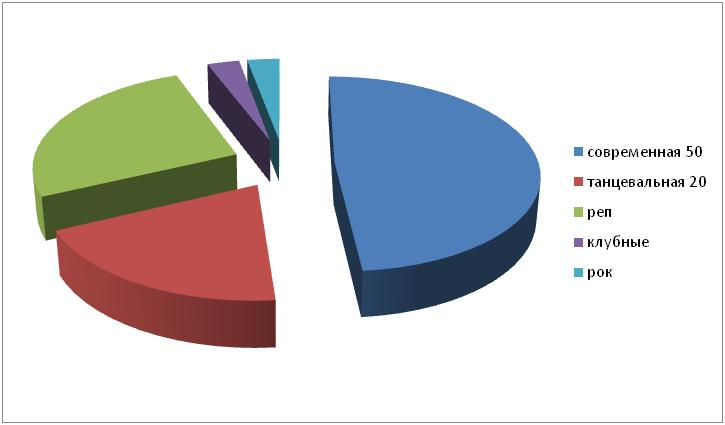 современная 50
танцевальная 20
реп
клубные
рок